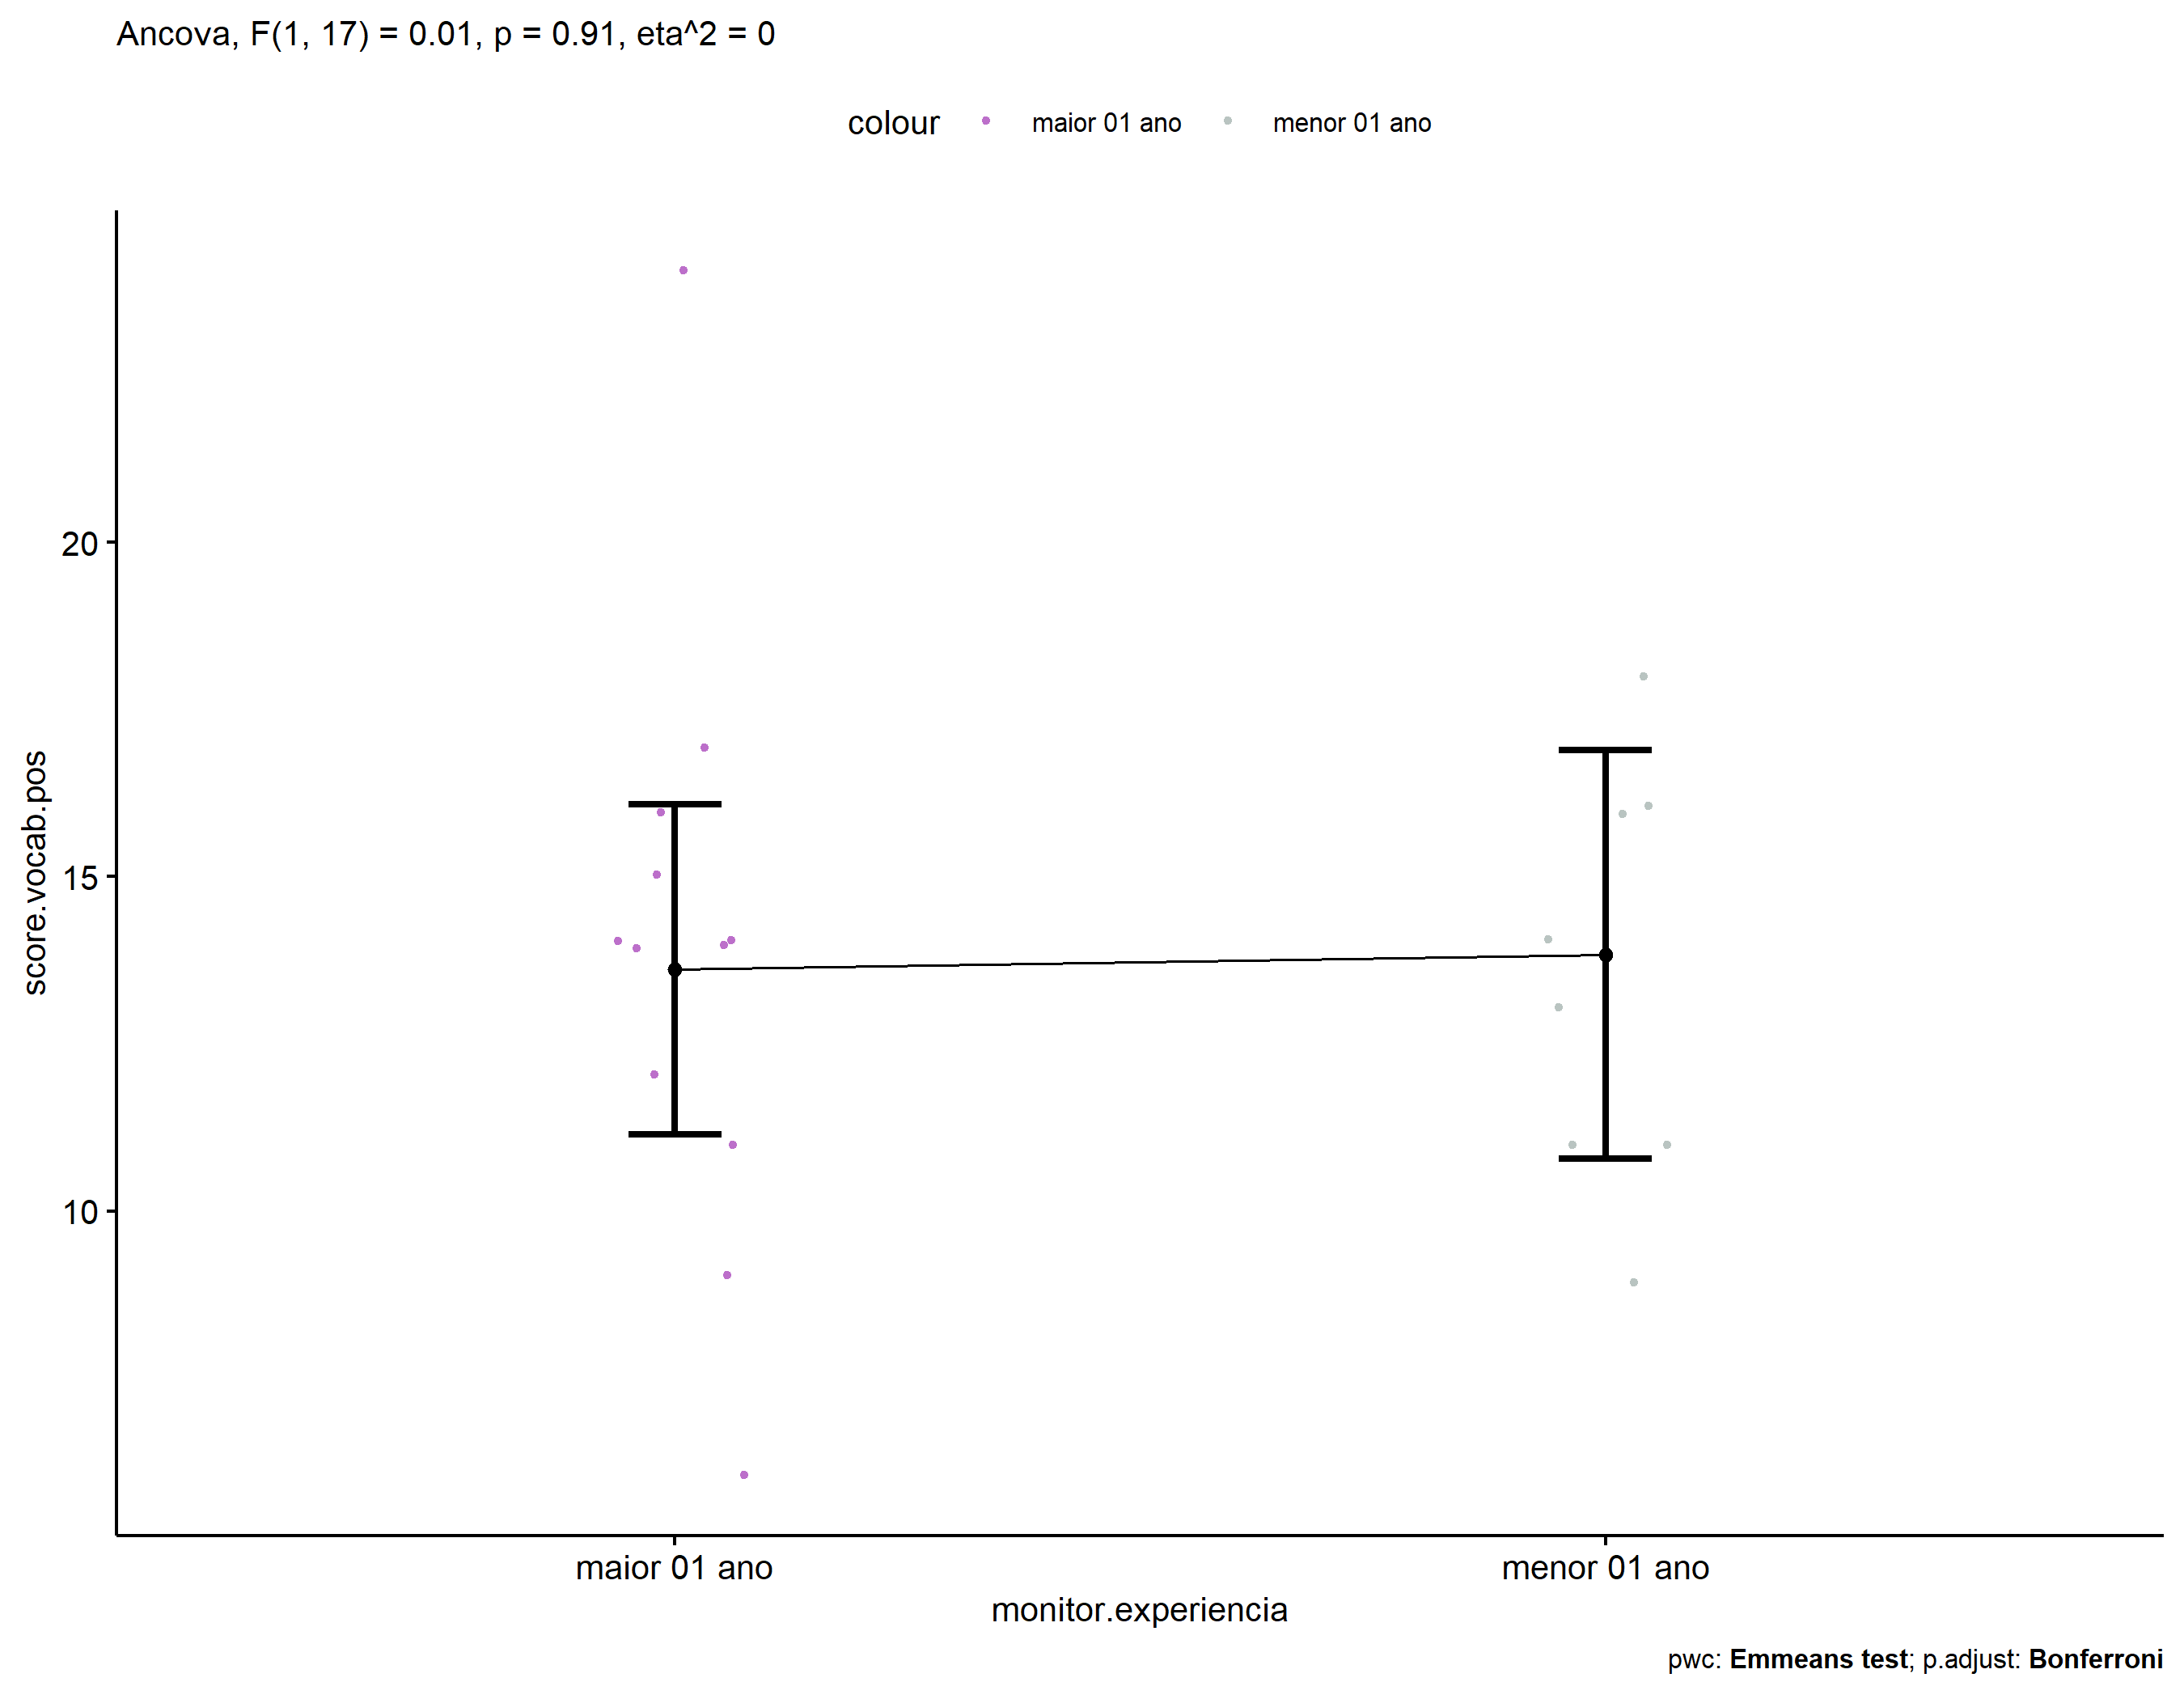 Ancova, F(1, 17) = 0.01, p = 0.91, eta^2 = 0
colour maior 01 ano menor 01 ano
score.vocab.pos
20
15
10
maior 01 ano menor 01 ano
monitor.experiencia
pwc: Emmeans test; p.adjust: Bonferroni